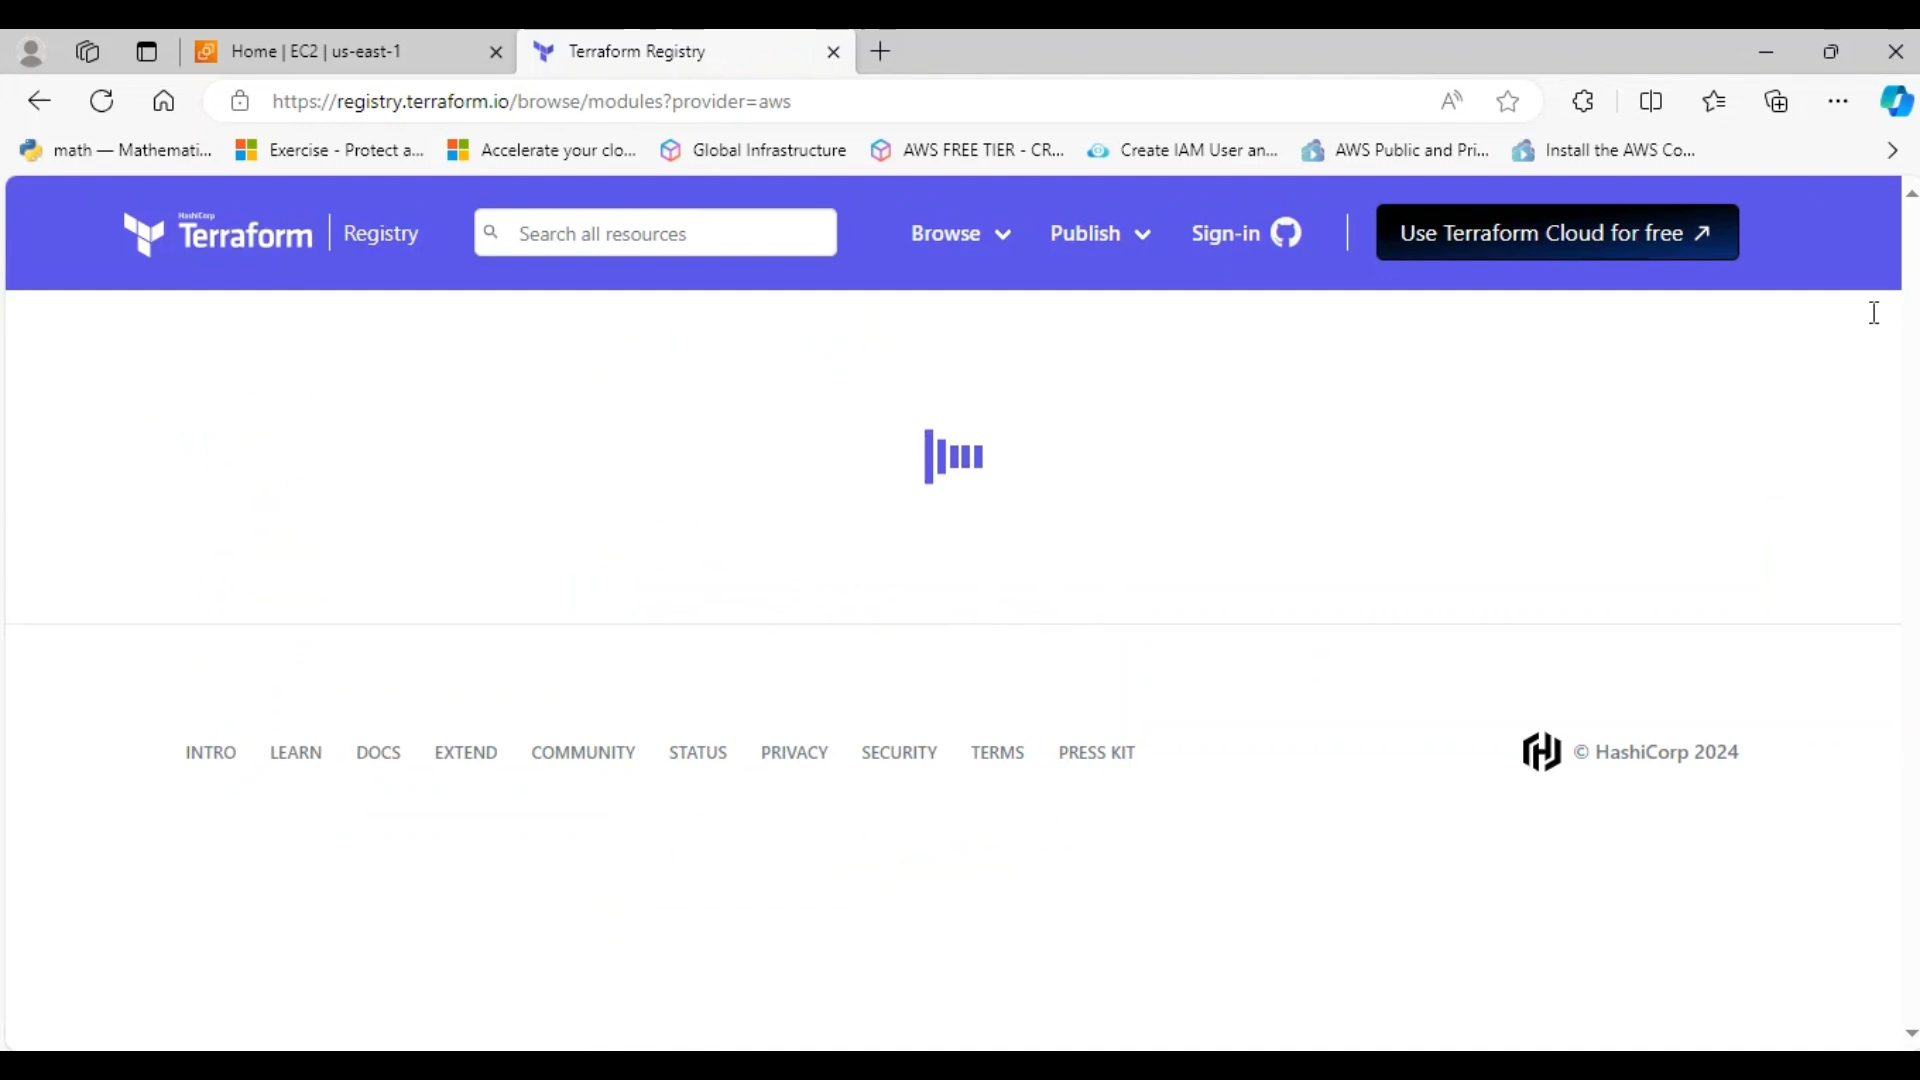 Home | EC2 | us-east-1
Terraform Registry
https://registry.terraform.io/browse/modules?provider=aws
math — Mathemati...
Exercise - Protect a...
Accelerate your clo...
Global Infrastructure
AWS FREE TIER - CR...
Create IAM User an...
AWS Public and Pri...
Install the AWS Co...
HashiCorp
Terraform
Registry
Search all resources
Browse
Publish
Sign-in
Use Terraform Cloud for free
INTRO
LEARN
DOCS
EXTEND
COMMUNITY
STATUS
PRIVACY
SECURITY
TERMS
PRESS KIT
© HashiCorp 2024